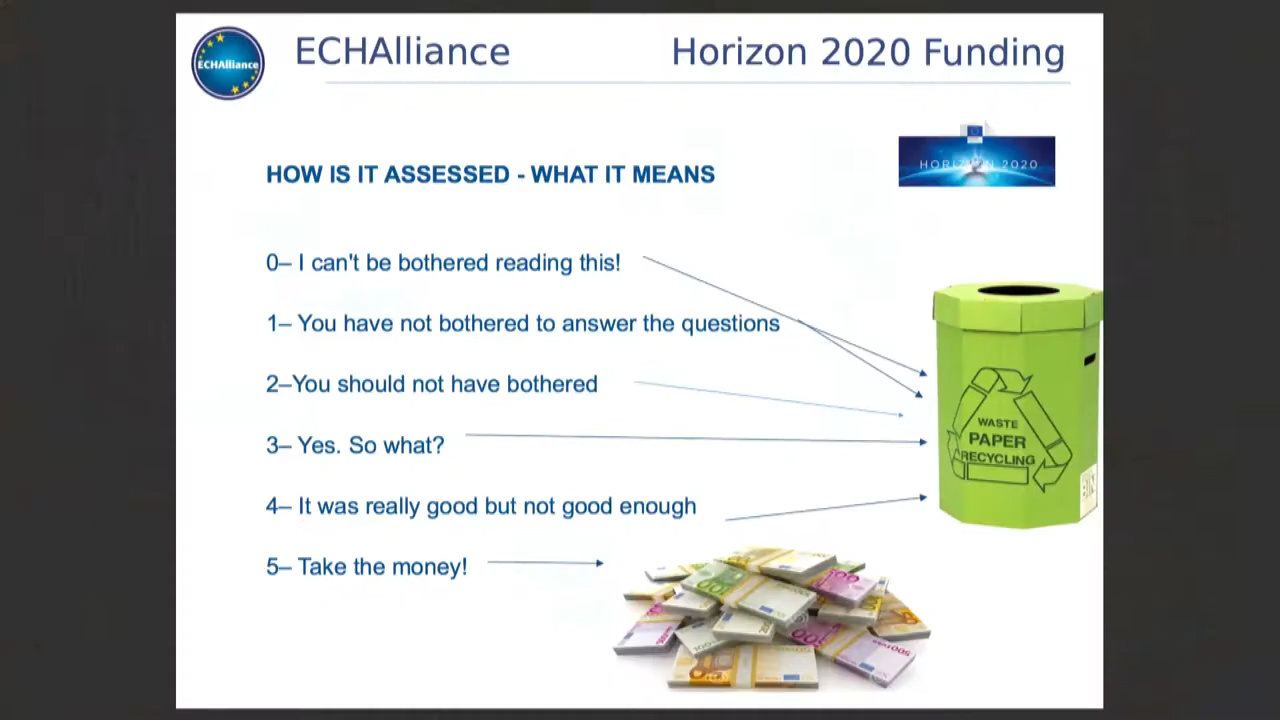 ECHAlliance
ECHAlliance
Horizon 2020 Funding
HORIZON 2020
HOW IS IT ASSESSED - WHAT IT MEANS
0– I can't be bothered reading this!
1– You have not bothered to answer the questions
2–You should not have bothered
3– Yes. So what?
4– It was really good but not good enough
5– Take the money!
WASTE
PAPER
RECYCLING
500